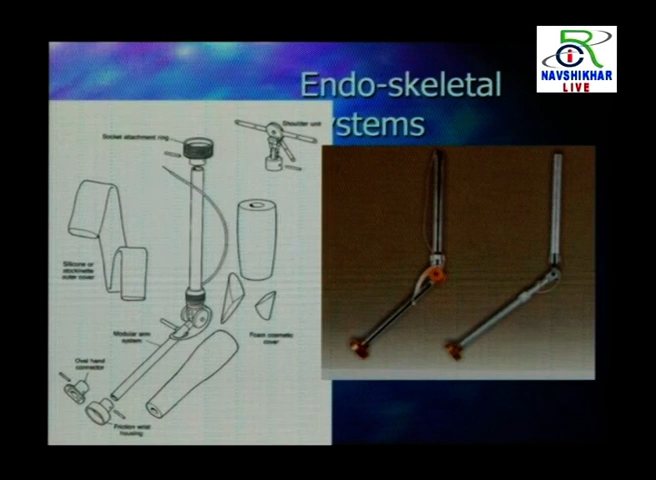 Endo-skeletal
ystems
CRC
NAVSHIKHAR
LIVE
Shoulder unit
Socket attachment ring
Silicone or
stockinette
outer cover
Modular arm
system
Foam cosmetic
cover
Oval hand
connector
Friction wrist
housing